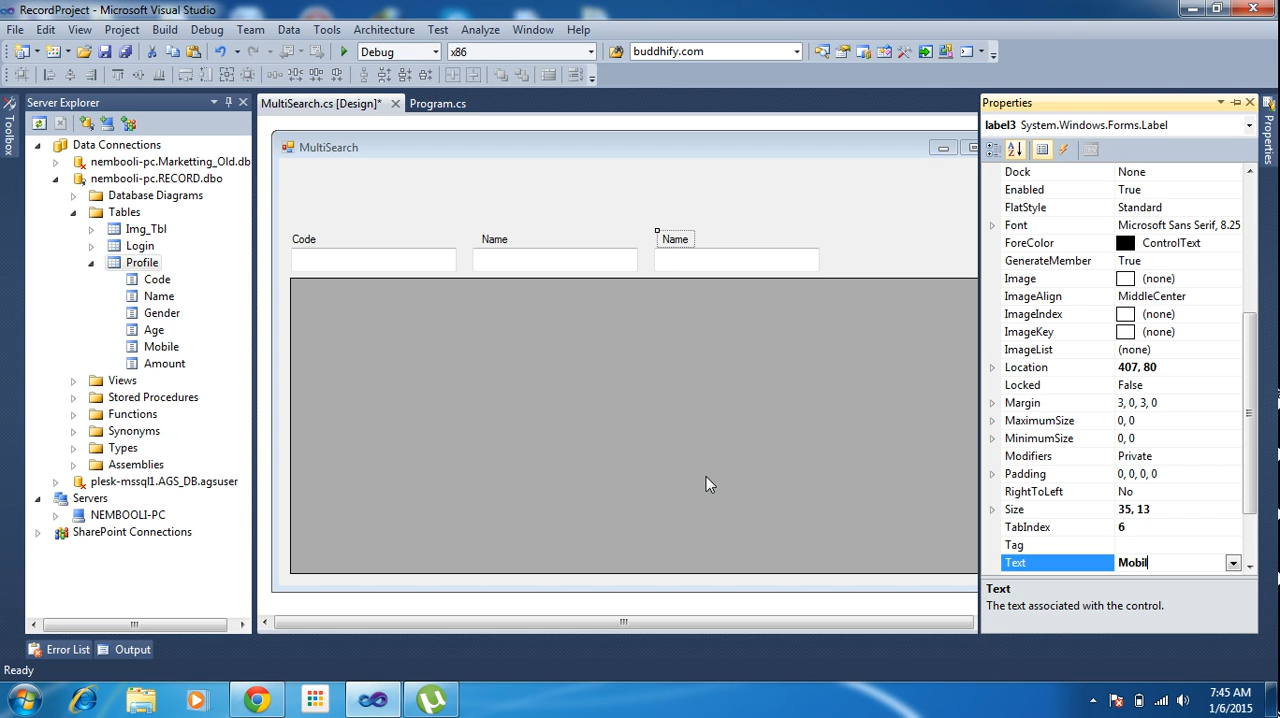 RecordProject - Microsoft Visual Studio
File Edit View Project Build Debug Team Data Tools Architecture Test Analyze Window Help
Debug x86 buddhify.com
Server Explorer
Data Connections
nembooli-pc.Marketting_Old.db
nembooli-pc.RECORD.dbo
Database Diagrams
Tables
Img_Tbl
Login
Profile
Code
Name
Gender
Age
Mobile
Amount
Views
Stored Procedures
Functions
Synonyms
Types
Assemblies
plesk-mssql1.AGS_DB.agsuser
Servers
NEMBOOLI-PC
SharePoint Connections
Toolbox
MultiSearch.cs [Design]* Program.cs
MultiSearch
Code Name Name
Properties
label3 System.Windows.Forms.Label
Dock None
Enabled True
FlatStyle Standard
Font Microsoft Sans Serif, 8.25
ForeColor ControlText
GenerateMember True
Image (none)
ImageAlign MiddleCenter
ImageIndex (none)
ImageKey (none)
ImageList (none)
Location 407, 80
Locked False
Margin 3, 0, 3, 0
MaximumSize 0, 0
MinimumSize 0, 0
Modifiers Private
Padding 0, 0, 0, 0
RightToLeft No
Size 35, 13
TabIndex 6
Tag
Text Mobil
Text
The text associated with the control.
Properties
Error List Output
Ready
7:45 AM
1/6/2015